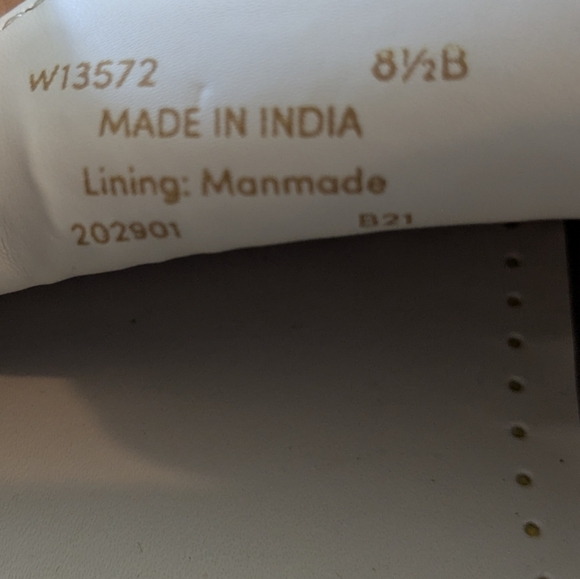 W13572 8½B
MADE IN INDIA
Lining: Manmade
202901 B21